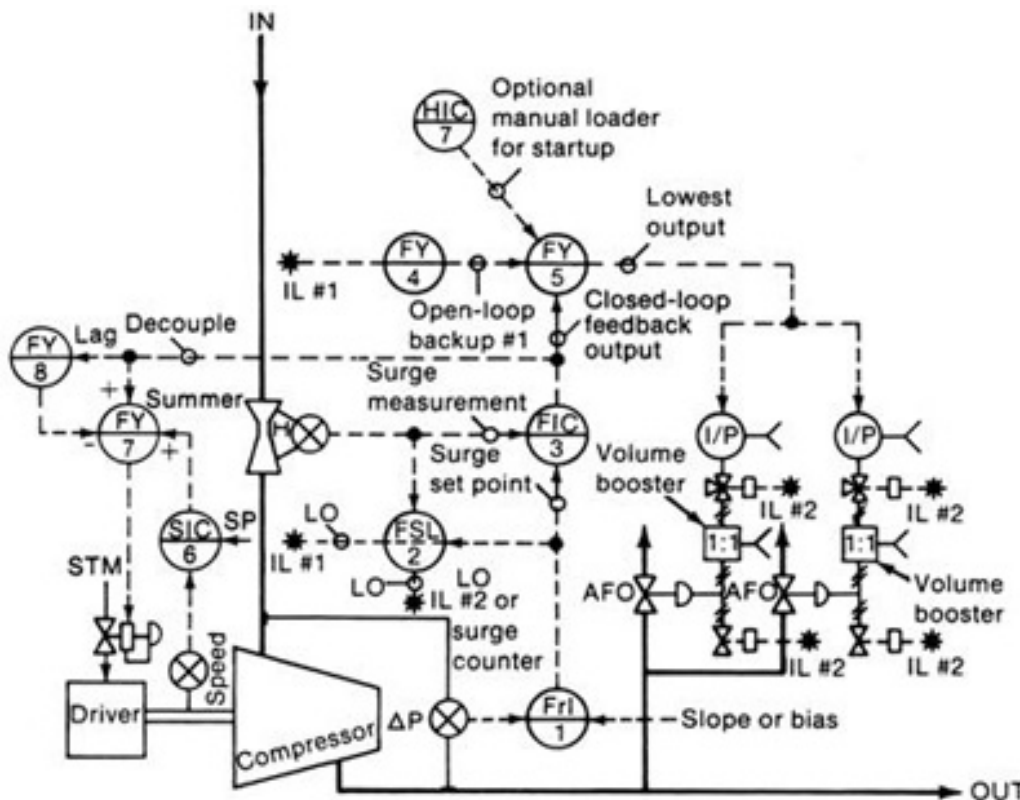 IN
HIC
7
Optional
manual loader
for startup
Lowest
output
FY
4
FY
5
IL #1
Open-loop
backup #1
Closed-loop
feedback
output
Lag
Decouple
FY
8
+
Summer
FY
7
-
+
Surge
measurement
H
FIC
3
Surge
set point
I/P
I/P
Volume
booster
IL #2
IL #2
SIC
6
SP
LO
IL #1
FSL
2
LO
LO
IL #2 or
surge
counter
1:1
1:1
STM
AFO
AFO
Volume
booster
IL #2
IL #2
Speed
Driver
Compressor
ΔP
FrI
1
Slope or bias
OUT